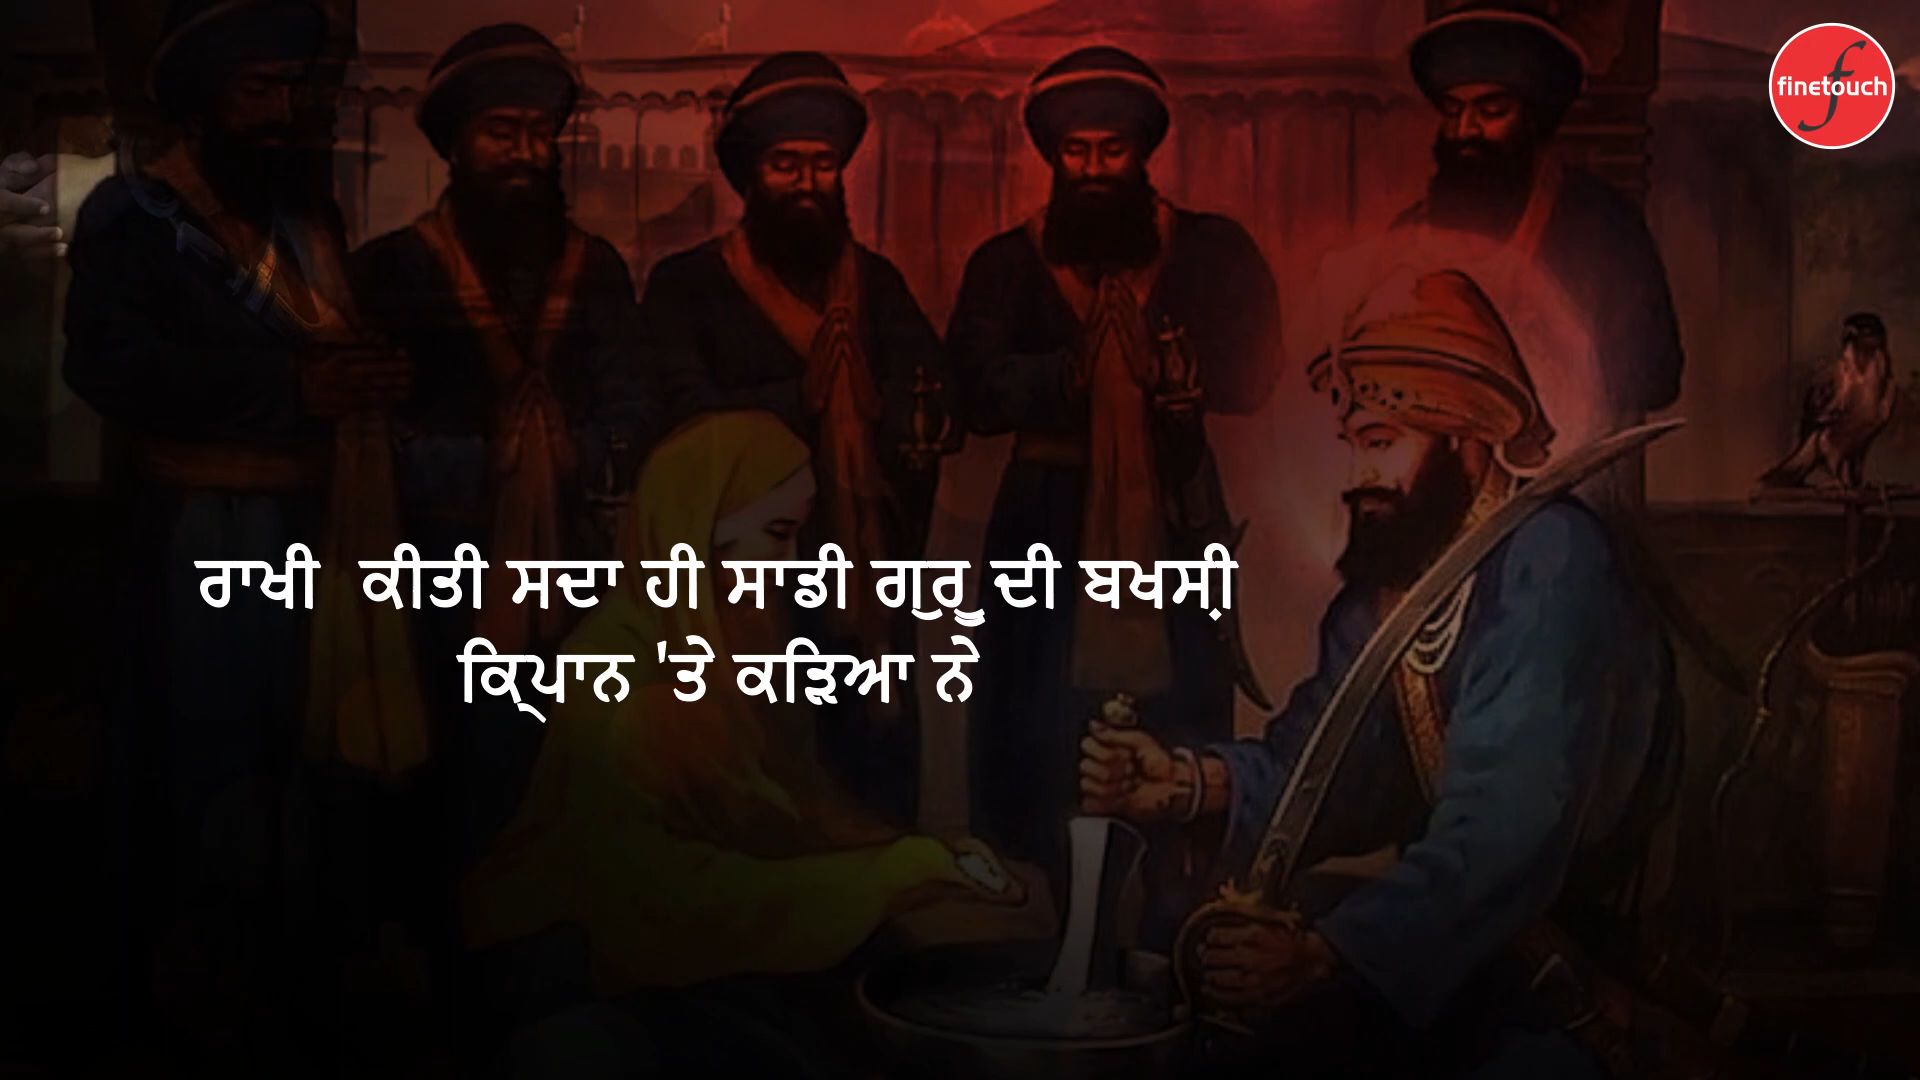 finetouch
ਰਾਖੀ ਕੀਤੀ ਸਦਾ ਹੀ ਸਾਡੀ ਗੁਰੂ ਦੀ ਬਖਸ਼ੀ
ਕ੍ਰਿਪਾਨ 'ਤੇ ਕੜਿਆ ਨੇ